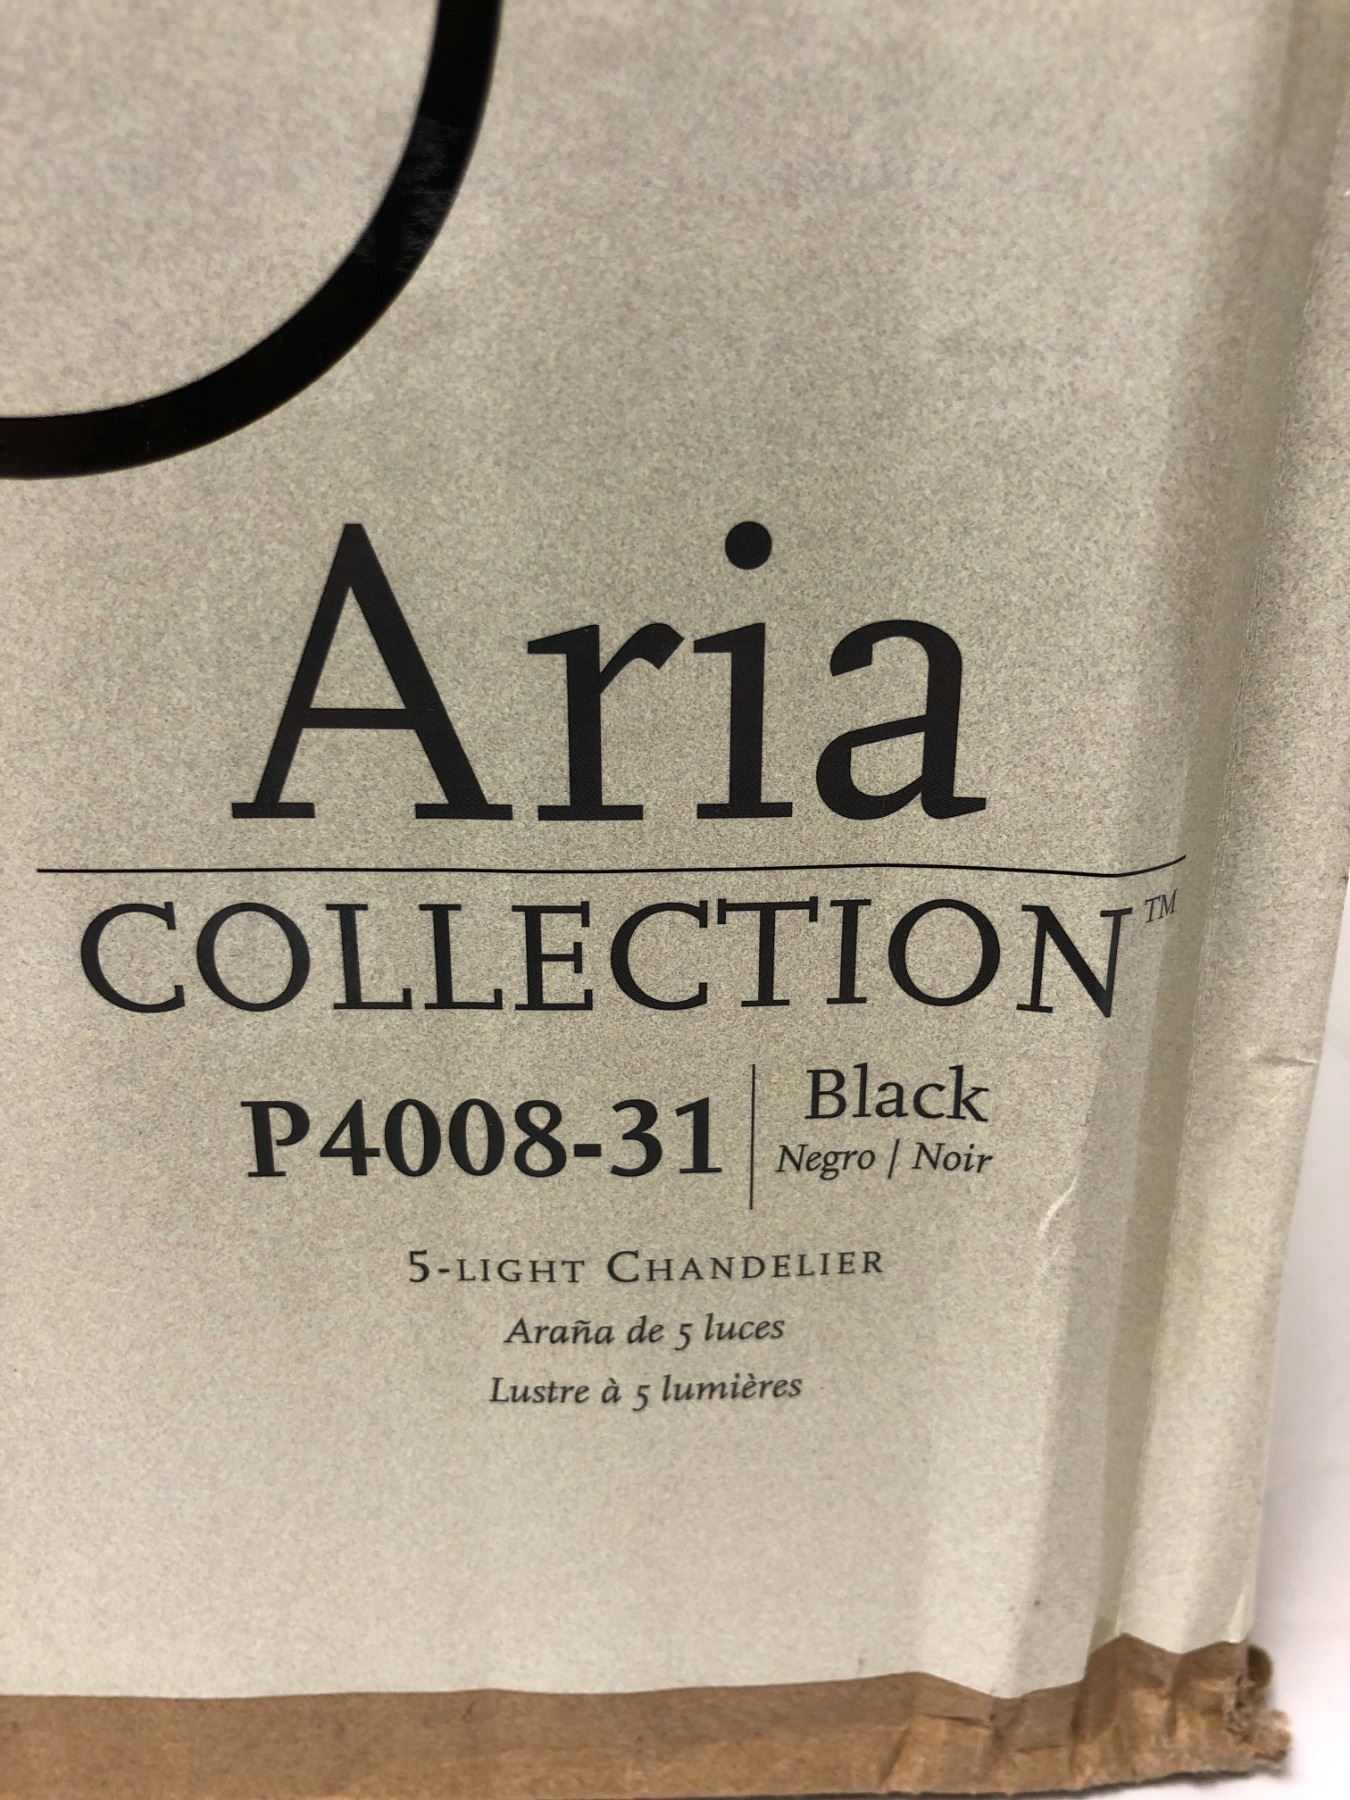 Aria
COLLECTION™
P4008-31
Black
Negro | Noir
5-LIGHT CHANDELIER
Araña de 5 luces
Lustre à 5 lumières